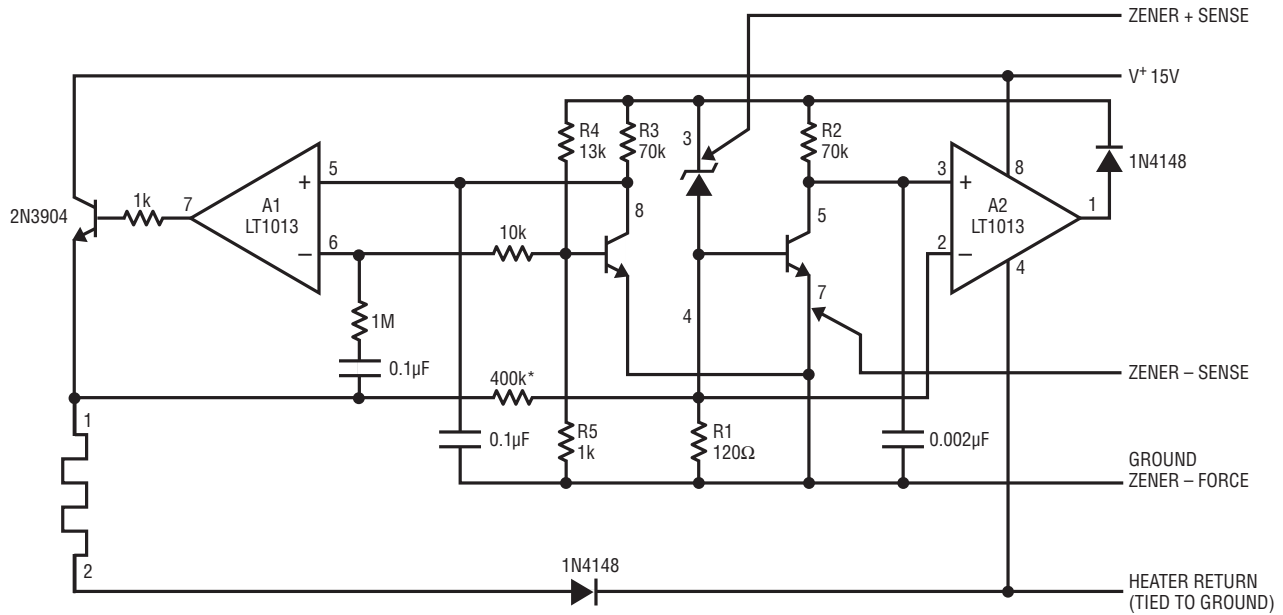 ZENER + SENSE
V+ 15V
R4
13k
R3
70k
3
R2
70k
1N4148
5
+
A1
LT1013
7
1k
2N3904
6
–
10k
8
5
3
+
A2
LT1013
8
1
2
–
4
1M
0.1µF
4
7
400k*
ZENER – SENSE
1
0.1µF
R5
1k
R1
120Ω
0.002µF
GROUND
ZENER – FORCE
2
1N4148
HEATER RETURN
(TIED TO GROUND)